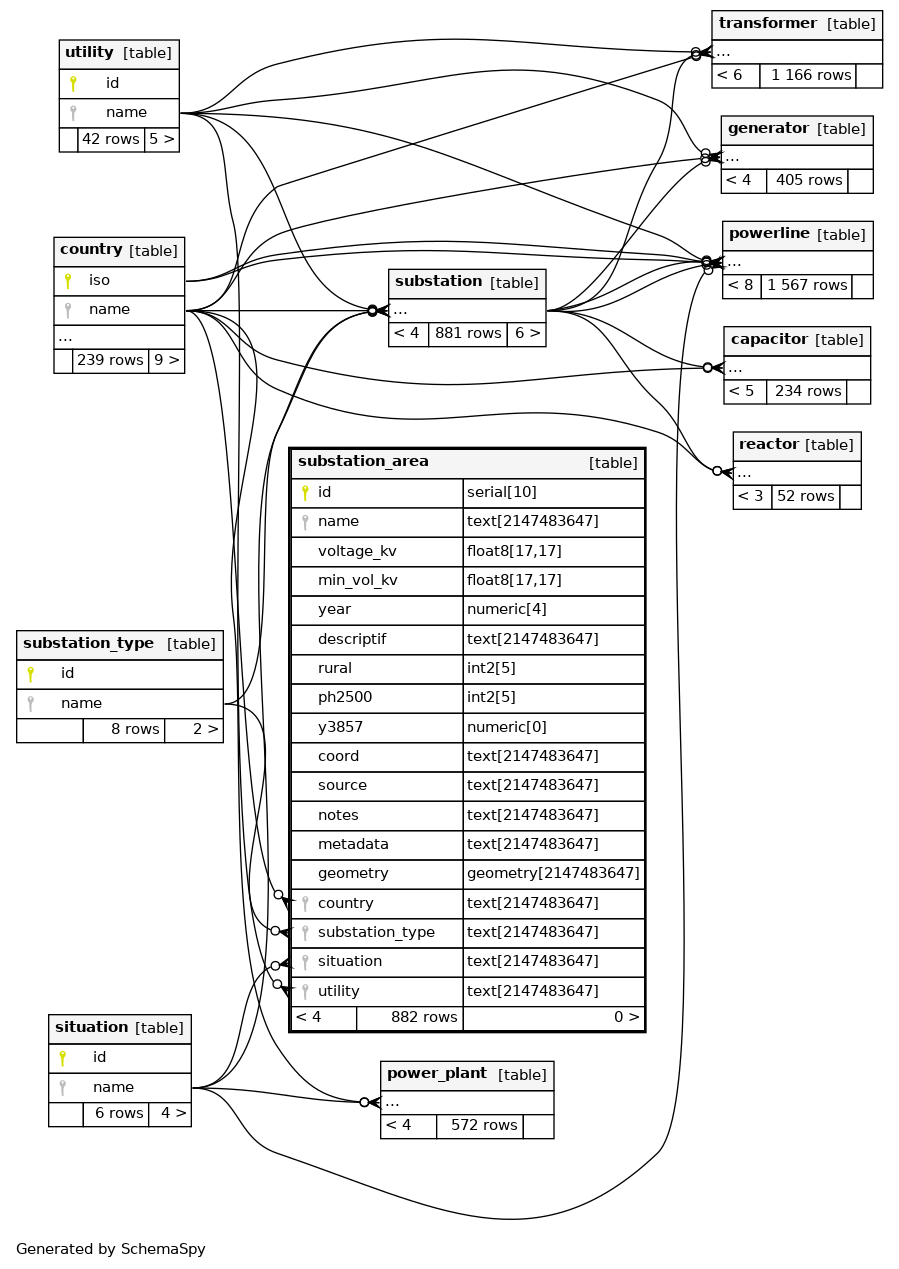 utility [table]
id
name
42 rows 5 >
country [table]
iso
name
...
239 rows 9 >
substation_type [table]
id
name
8 rows 2 >
situation [table]
id
name
6 rows 4 >
substation [table]
...
< 4 881 rows 6 >
substation_area [table]
id serial[10]
name text[2147483647]
voltage_kv float8[17,17]
min_vol_kv float8[17,17]
year numeric[4]
descriptif text[2147483647]
rural int2[5]
ph2500 int2[5]
y3857 numeric[0]
coord text[2147483647]
source text[2147483647]
notes text[2147483647]
metadata text[2147483647]
geometry geometry[2147483647]
country text[2147483647]
substation_type text[2147483647]
situation text[2147483647]
utility text[2147483647]
< 4 882 rows 0 >
power_plant [table]
...
< 4 572 rows
transformer [table]
...
< 6 1 166 rows
generator [table]
...
< 4 405 rows
powerline [table]
...
< 8 1 567 rows
capacitor [table]
...
< 5 234 rows
reactor [table]
...
< 3 52 rows
Generated by SchemaSpy